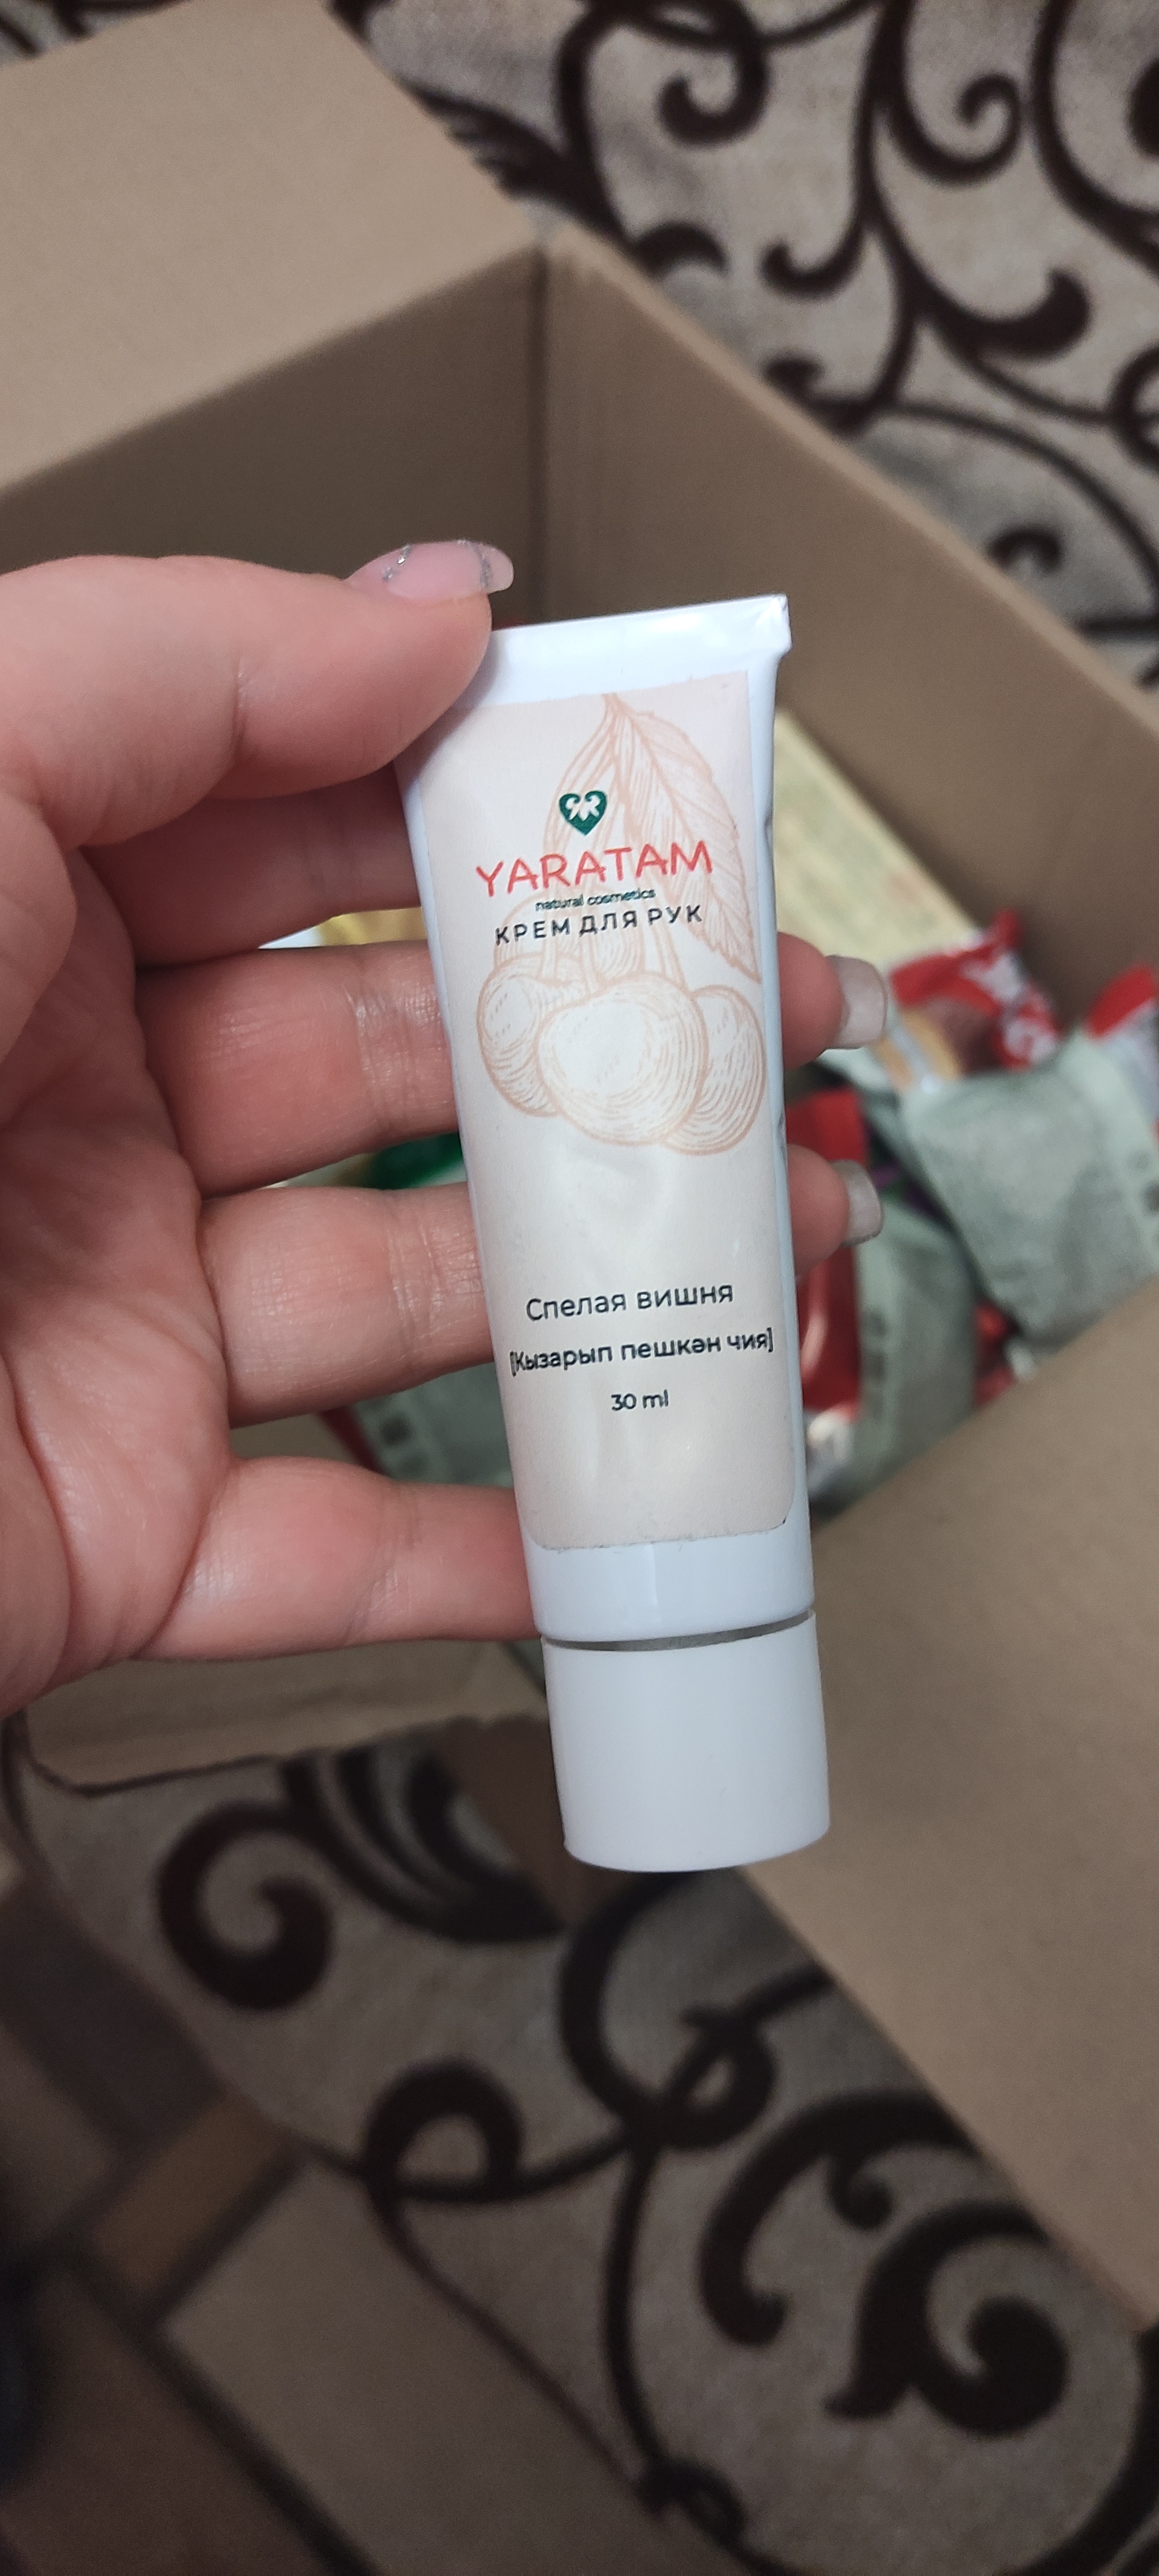 YARATAM
natural cosmetics
КРЕМ ДЛЯ РУК
Спелая вишня
[Кызарып пешкән чия]
30 ml